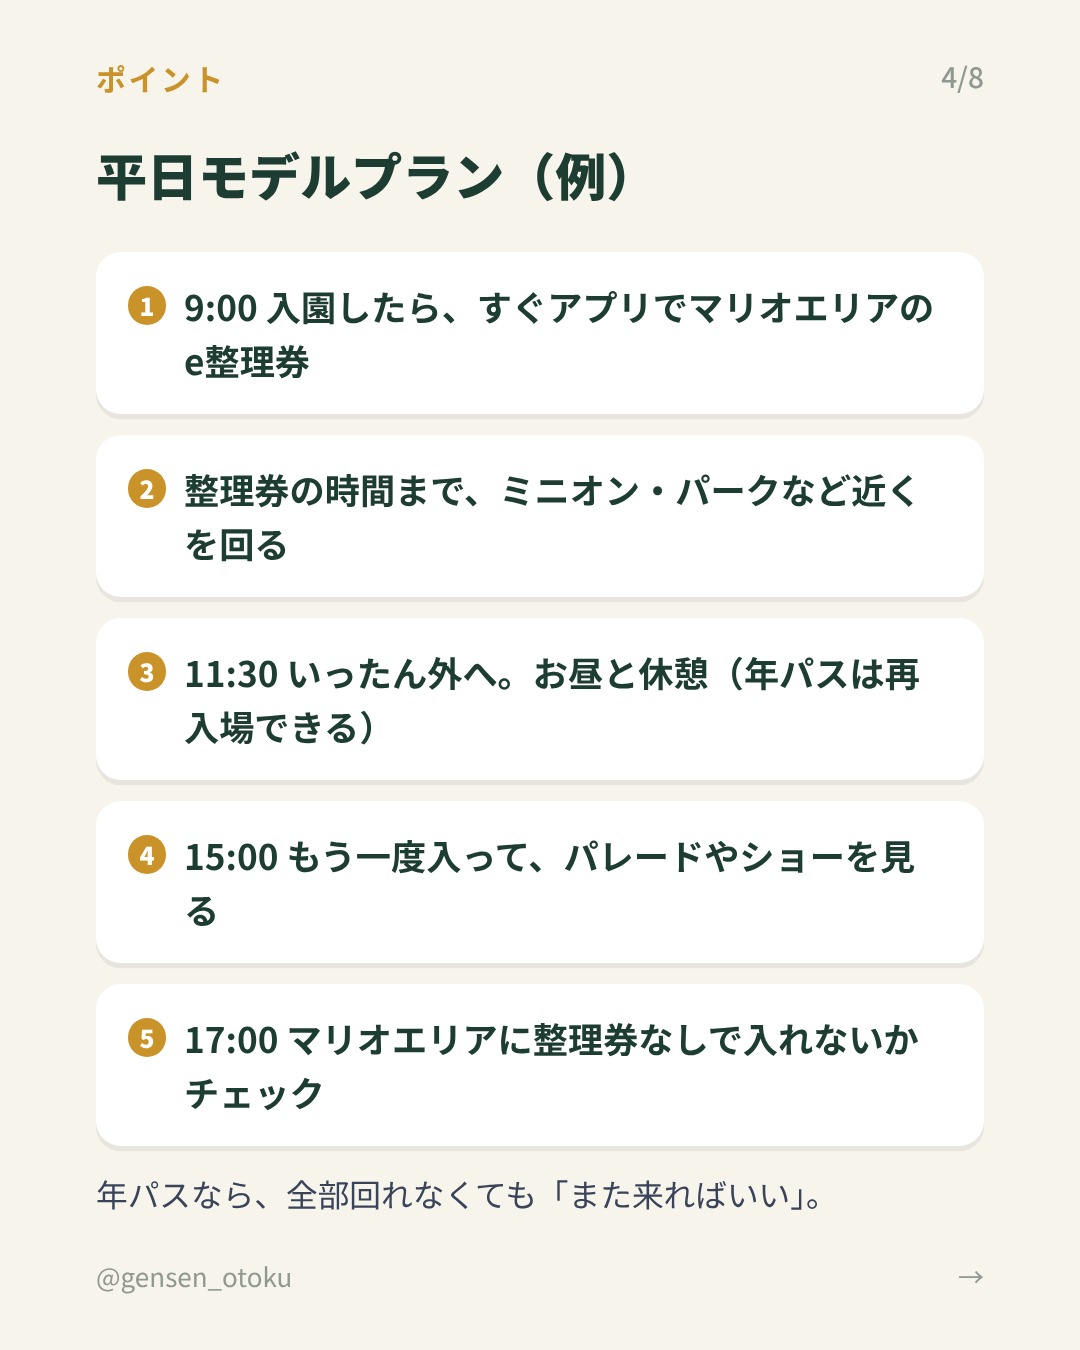 ポイント
4/8
平日モデルプラン（例）
1 9:00 入園したら、すぐアプリでマリオエリアの
e整理券
2 整理券の時間まで、ミニオン・パークなど近く
を回る
3 11:30 いったん外へ。お昼と休憩（年パスは再
入場できる）
4 15:00 もう一度入って、パレードやショーを見
る
5 17:00 マリオエリアに整理券なしで入れないか
チェック
年パスなら、全部回れなくても「また来ればいい」。
@gensen_otoku
→